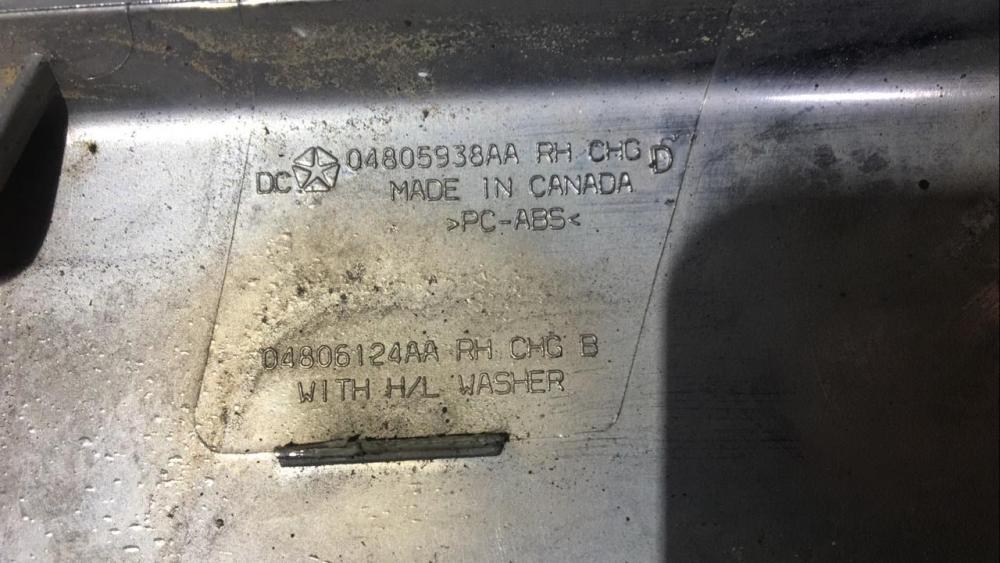 DC 04805938AA RH CHG D
MADE IN CANADA
>PC-ABS<
04806124AA RH CHG B
WITH H/L WASHER